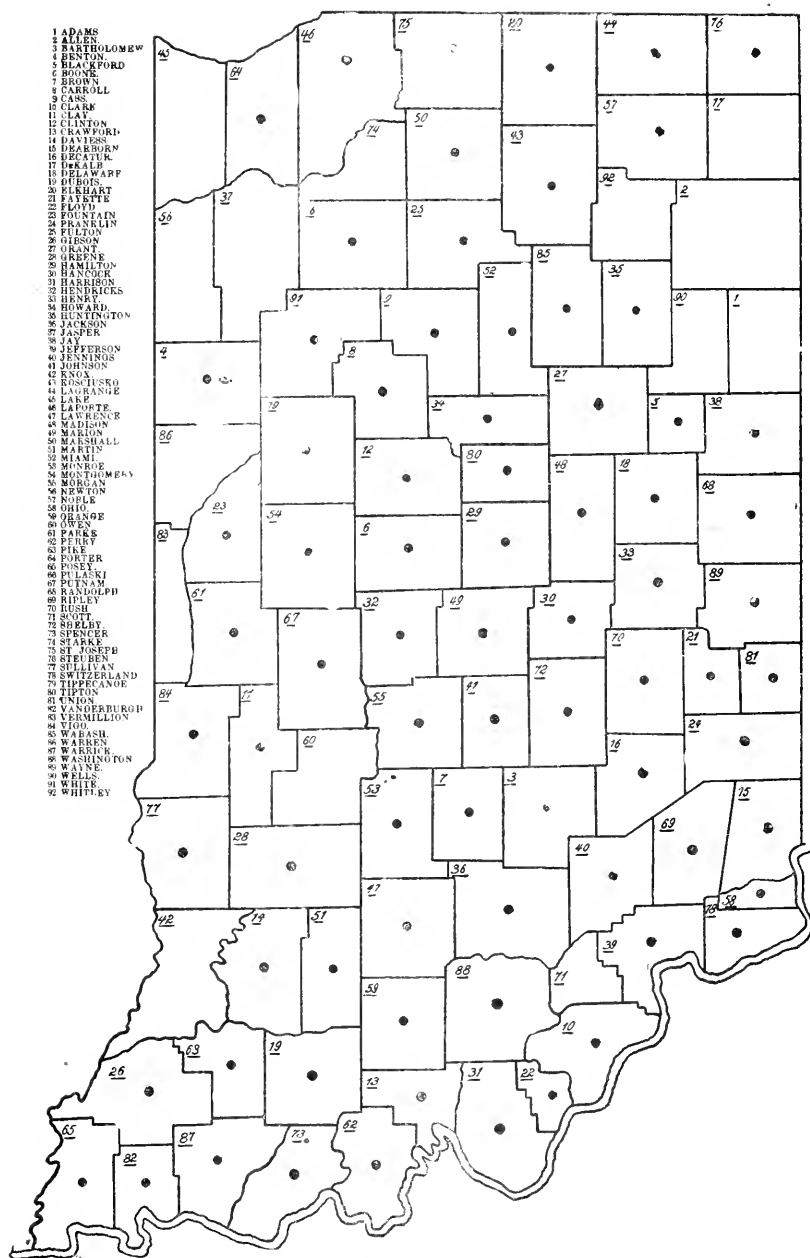 1 ADAMS
2 ALLEN.
3 BARTHOLOMEW
4 BENTON.
5 BLACKFORD
6 BOONE.
7 BROWN
8 CARROLL
9 CASS.
10 CLARK
11 CLAY.
12 CLINTON
13 CRAWFORD
14 DAVIESS
15 DEARBORN
16 DECATUR.
17 DeKALB
18 DELAWARE
19 DUBOIS.
20 ELKHART
21 FAYETTE
22 FLOYD
23 FOUNTAIN
24 FRANKLIN
25 FULTON
26 GIBSON
27 GRANT.
28 GREENE
29 HAMILTON
30 HANCOCK
31 HARRISON
32 HENDRICKS
33 HENRY.
34 HOWARD.
35 HUNTINGTON
36 JACKSON
37 JASPER
38 JAY
39 JEFFERSON
40 JENNINGS
41 JOHNSON
42 KNOX.
43 KOSCIUSKO
44 LAGRANGE
45 LAKE
46 LAPORTE.
47 LAWRENCE
48 MADISON
49 MARION
50 MARSHALL
51 MARTIN
52 MIAMI.
53 MONROE
54 MONTGOMERY
55 MORGAN
56 NEWTON
57 NOBLE
58 OHIO.
59 ORANGE
60 OWEN
61 PARKE
62 PERRY
63 PIKE
64 PORTER
65 POSEY.
66 PULASKI
67 PUTNAM
68 RANDOLPH
69 RIPLEY
70 RUSH
71 SCOTT.
72 SHELBY.
73 SPENCER
74 STARKE
75 ST JOSEPH
76 STEUBEN
77 SULLIVAN
78 SWITZERLAND
79 TIPPECANOE
80 TIPTON
81 UNION
82 VANDERBURGH
83 VERMILLION
84 VIGO.
85 WABASH.
86 WARREN
87 WARRICK.
88 WASHINGTON
89 WAYNE.
90 WELLS.
91 WHITE.
92 WHITLEY
45 64 46 75 20 44 76
74 50 43 57 17
56 37 6 25 92 2
91 9 52 85 35 90 1
4 8 34 27 5 38
86 79 12 80 48 18 68
23 54 6 29 33
83 61 67 32 49 30 89
84 11 55 41 72 70 21 81
60 16 24
77 28 53 7 3 40 69 15
42 14 51 47 36 39 78 58
59 88 71 10
26 63 19 13 31 22
65 82 87 73 62